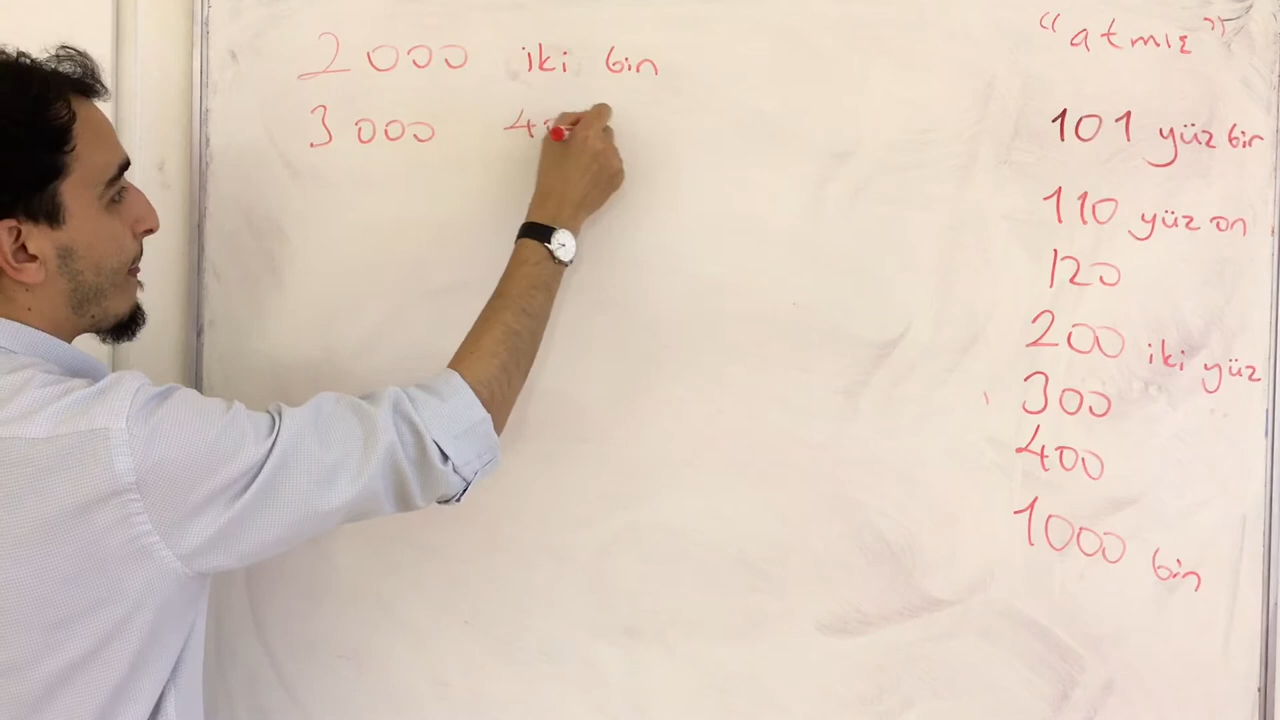 2000 iki bin
3000 4
"atmış"
101 yüz bir
110 yüz on
120
200 iki yüz
300
400
1000 bin